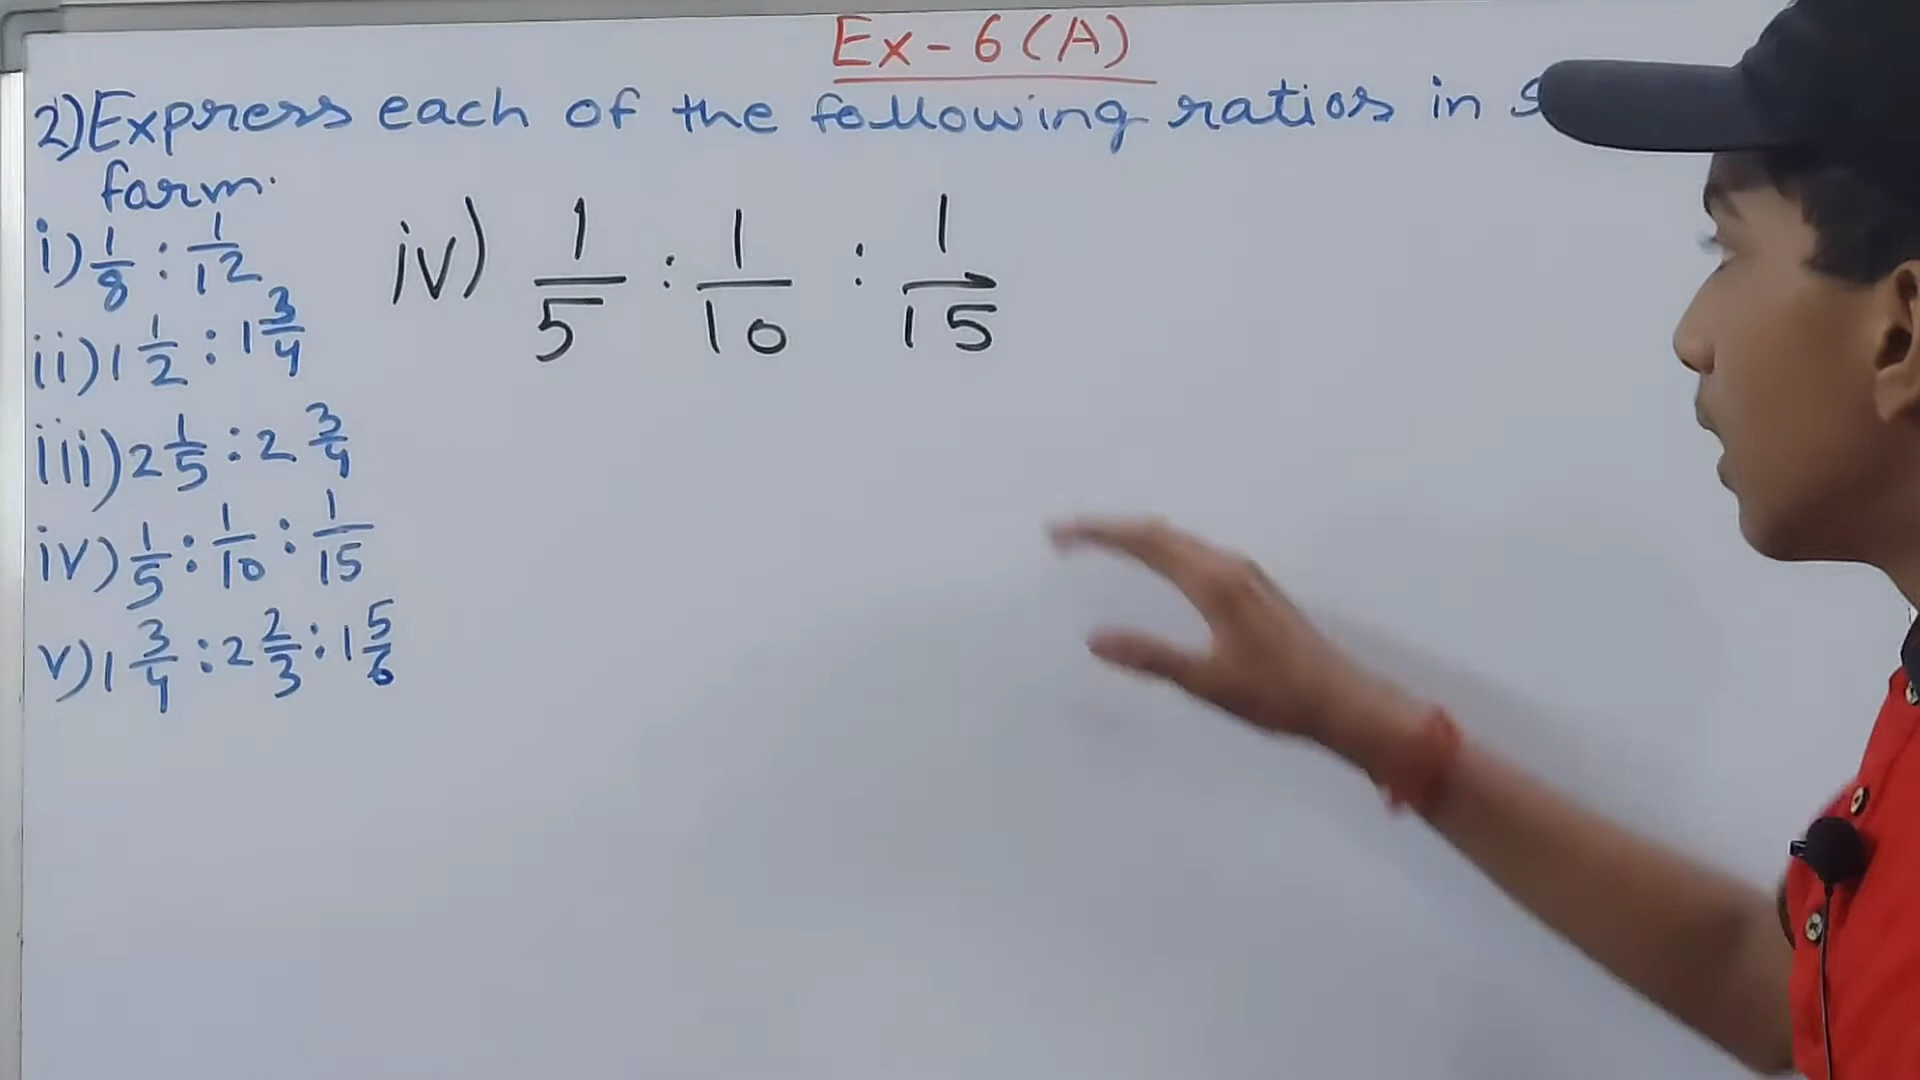 Ex - 6 (A)
2) Express each of the following ratios in
form.
i) 1/8 : 1/12
ii) 1 1/2 : 1 3/4
iii) 2 1/5 : 2 3/4
iv) 1/5 : 1/10 : 1/15
v) 1 3/4 : 2 2/3 : 1 5/6
iv) 1/5 : 1/10 : 1/15